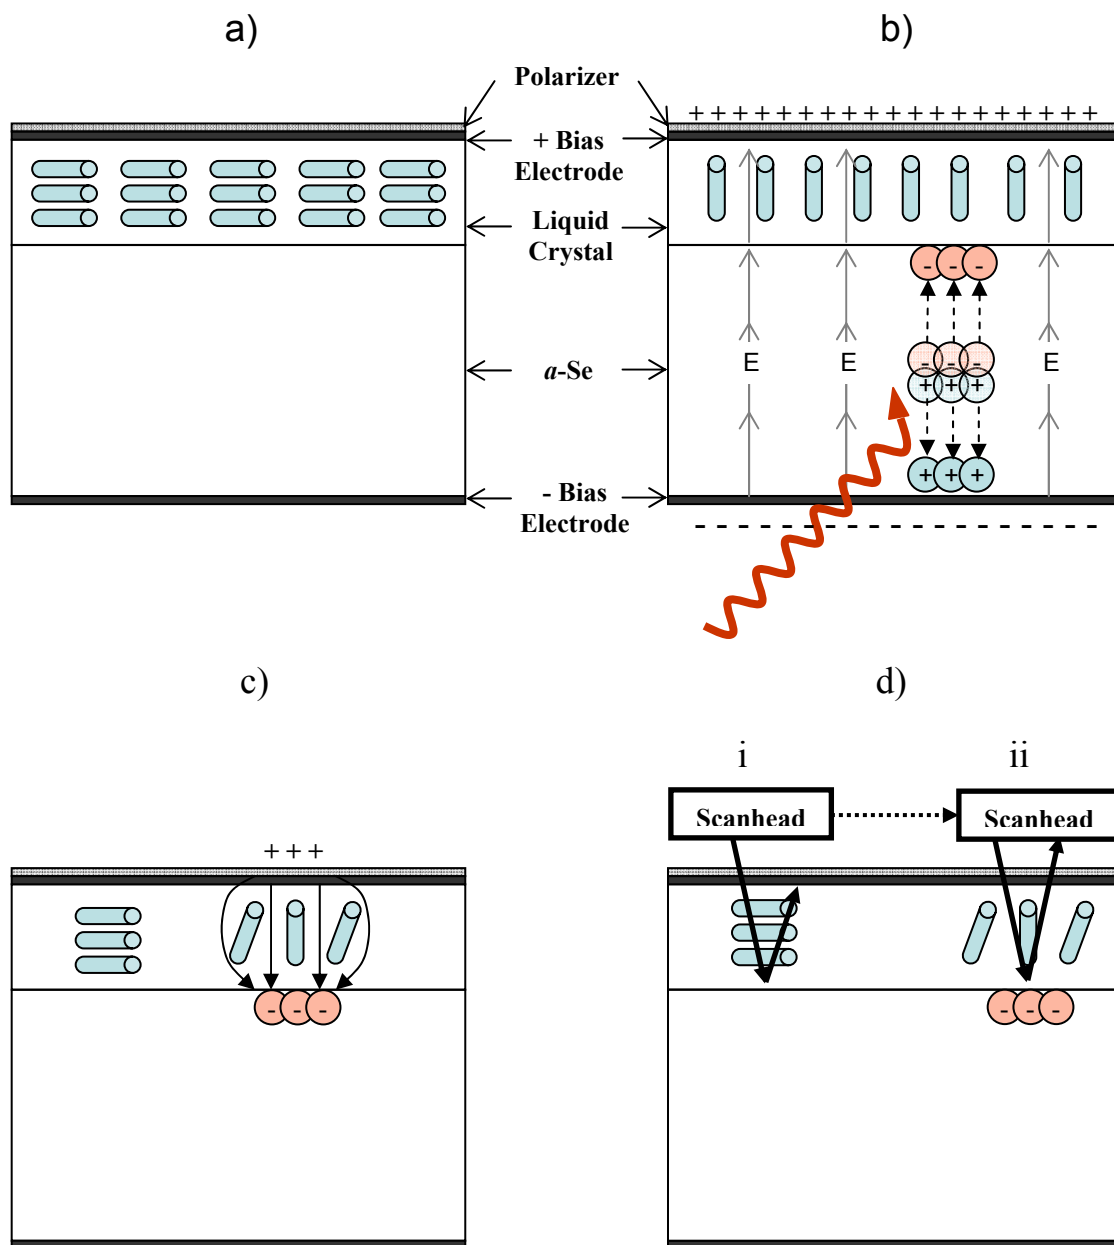 a)
b)
Polarizer
+ + + + + + + + + + + + + + + + + +
+ Bias
Electrode
Liquid
Crystal
- - -
a-Se
E E E
- - -
+ + +
+ + +
- Bias
Electrode
- - - - - - - - - - - - - - - - - -
c)
d)
i
ii
Scanhead
Scanhead
+ + +
- - -
- - -